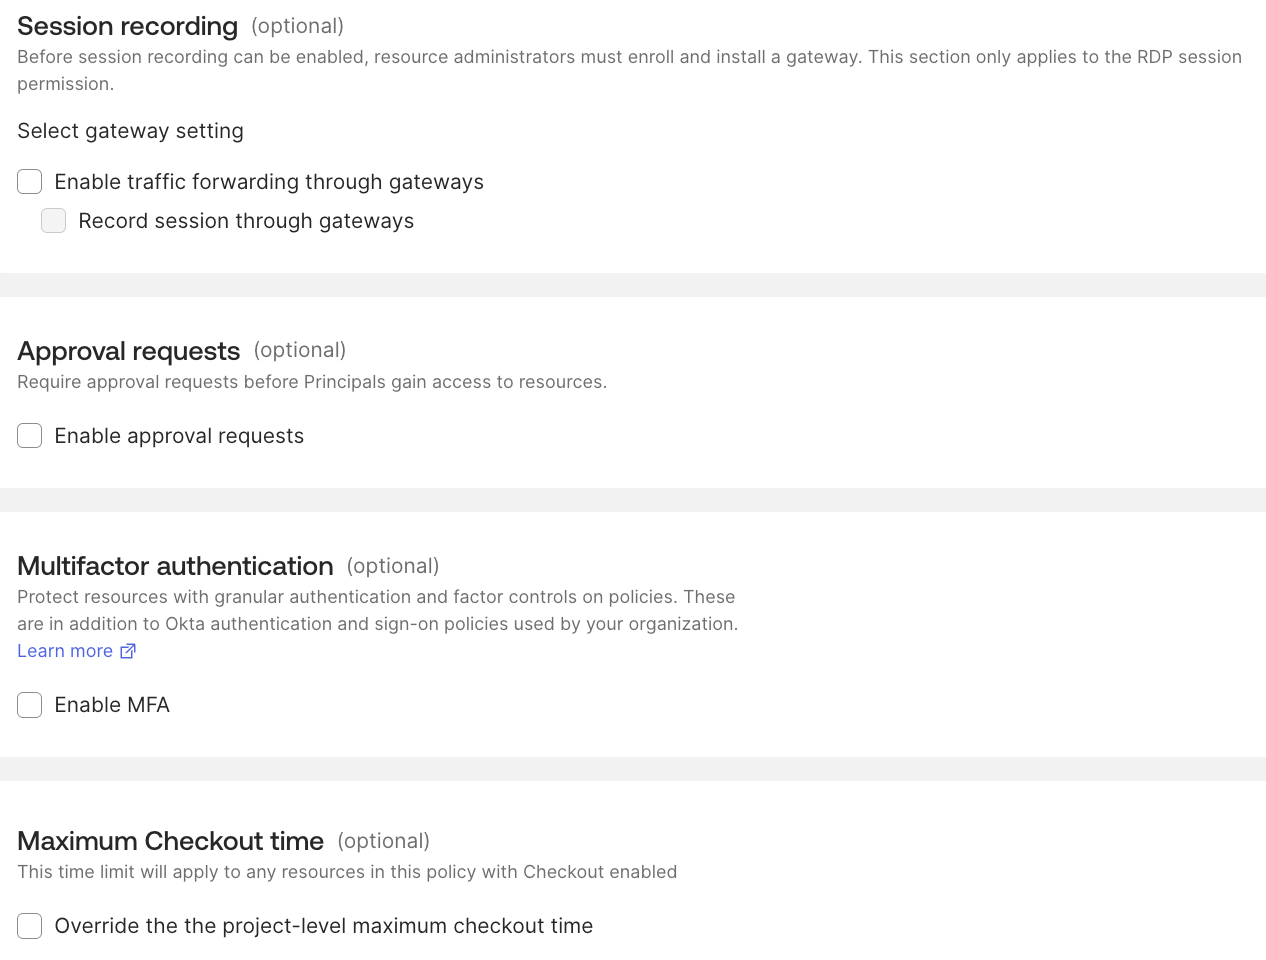 Session recording (optional)
Before session recording can be enabled, resource administrators must enroll and install a gateway. This section only applies to the RDP session
permission.
Select gateway setting
Enable traffic forwarding through gateways
Record session through gateways
Approval requests (optional)
Require approval requests before Principals gain access to resources.
Enable approval requests
Multifactor authentication (optional)
Protect resources with granular authentication and factor controls on policies. These
are in addition to Okta authentication and sign-on policies used by your organization.
Learn more
Enable MFA
Maximum Checkout time (optional)
This time limit will apply to any resources in this policy with Checkout enabled
Override the the project-level maximum checkout time